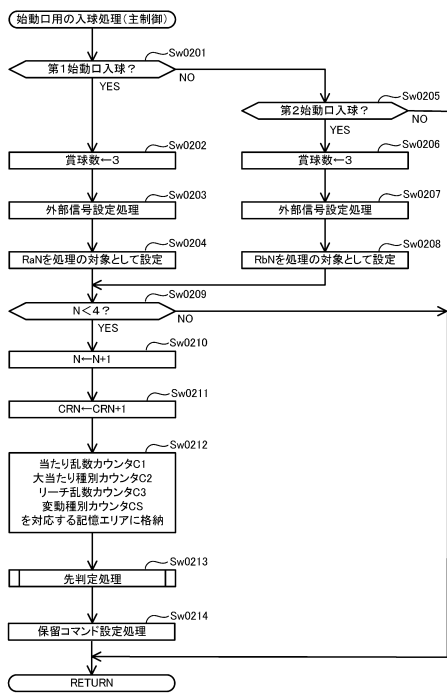 始動口用の入球処理(主制御)
Sw0201
第1始動口入球?
NO
YES
Sw0205
第2始動口入球?
NO
YES
Sw0202
賞球数←3
Sw0206
賞球数←3
Sw0203
外部信号設定処理
Sw0207
外部信号設定処理
Sw0204
RaNを処理の対象として設定
Sw0208
RbNを処理の対象として設定
Sw0209
N<4?
NO
YES
Sw0210
N←N+1
Sw0211
CRN←CRN+1
Sw0212
当たり乱数カウンタC1
大当たり種別カウンタC2
リーチ乱数カウンタC3
変動種別カウンタCS
を対応する記憶エリアに格納
Sw0213
先判定処理
Sw0214
保留コマンド設定処理
RETURN